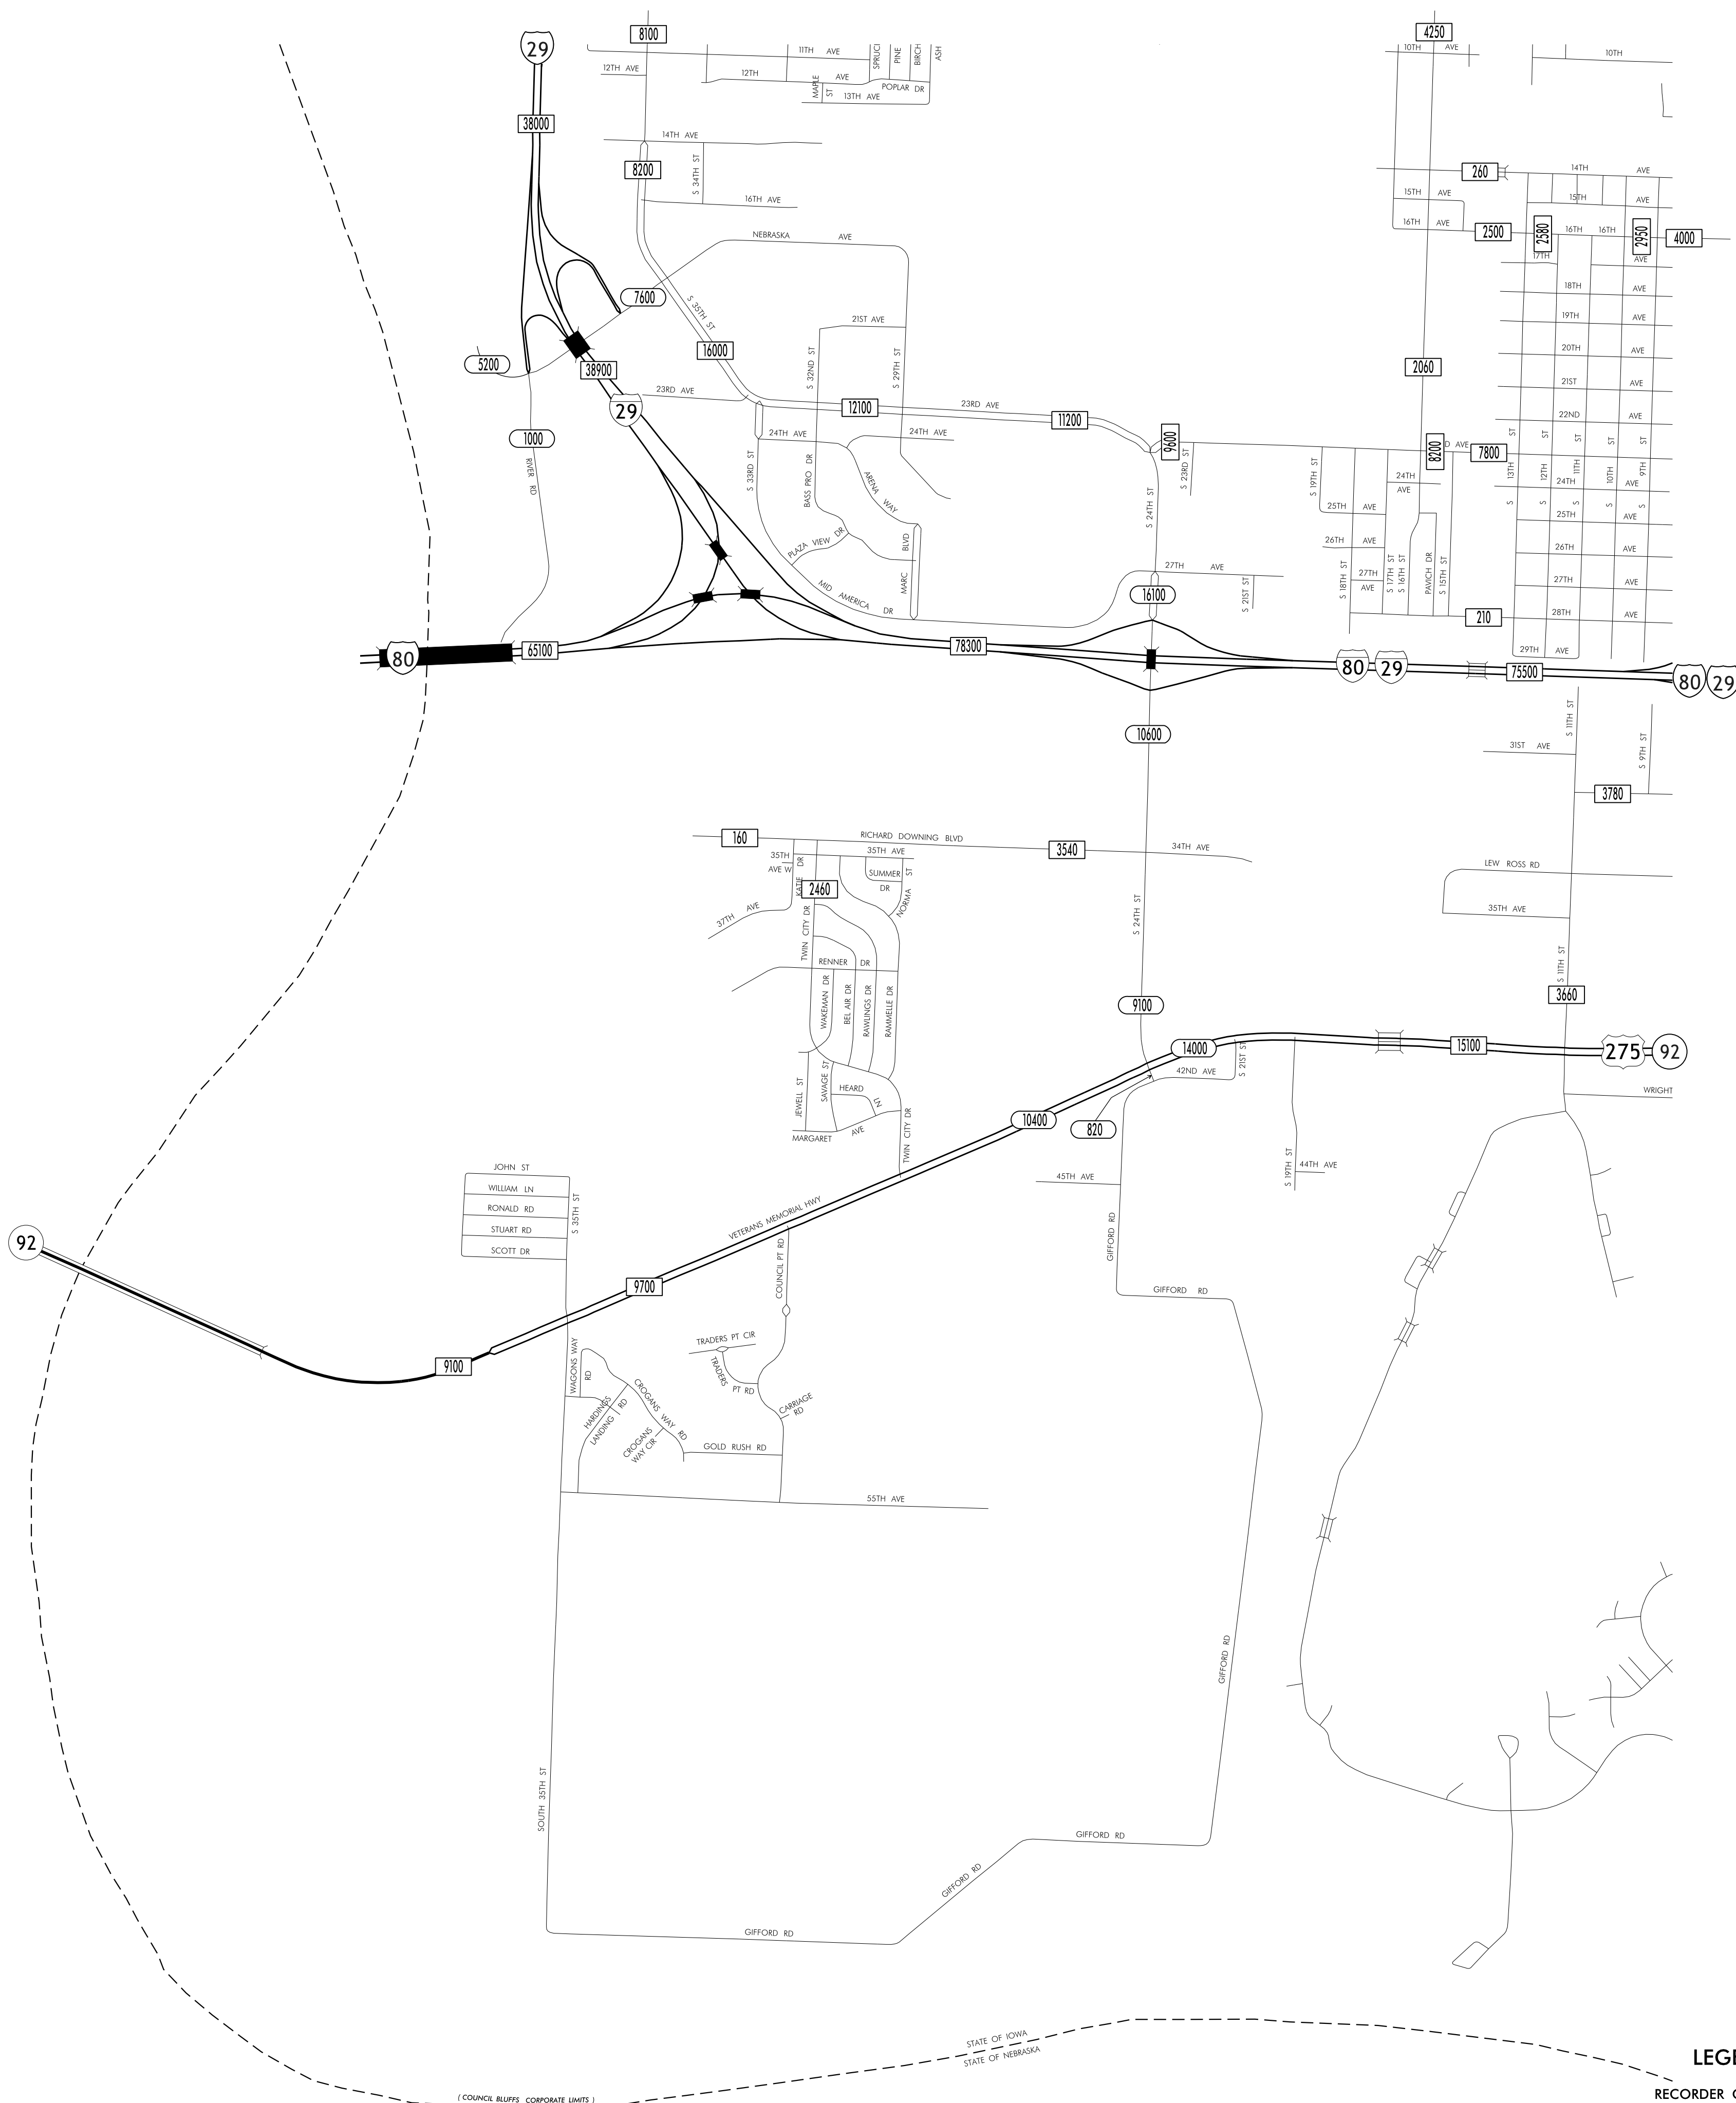 29
8100
4250
11TH AVE
SPRUC
PINE
BIRCH
ASH
10TH AVE
10TH
12TH AVE
12TH AVE
MAPLE ST
POPLAR DR
13TH AVE
38000
14TH AVE
8200
S 34TH ST
16TH AVE
260
14TH AVE
15TH AVE
15TH AVE
16TH AVE
2500
2580
16TH
16TH
2950
4000
NEBRASKA AVE
17TH AVE
7600
S 35TH ST
18TH AVE
21ST AVE
19TH AVE
16000
5200
38900
S 32ND ST
S 29TH ST
20TH AVE
2060
23RD AVE
29
12100
23RD AVE
11200
21ST AVE
22ND AVE
1000
24TH AVE
24TH AVE
9600
8200
D AVE
7800
S 13TH ST
S 12TH ST
S 11TH ST
S 10TH ST
S 9TH ST
RIVER RD
S 33RD ST
BASS PRO DR
ARENA WAY
S 23RD ST
S 19TH ST
24TH AVE
24TH AVE
S 24TH ST
25TH AVE
25TH AVE
PLAZA VIEW DR
MARC BLVD
26TH AVE
26TH AVE
MID AMERICA DR
27TH AVE
S 21ST ST
S 18TH ST
27TH AVE
S 17TH ST
S 16TH ST
PAVICH DR
S 15TH ST
27TH AVE
16100
210
28TH AVE
80
65100
78300
80
29
29TH AVE
75500
80
29
10600
S 11TH ST
31ST AVE
S 9TH ST
3780
160
RICHARD DOWNING BLVD
3540
34TH AVE
35TH AVE W
KATIE DR
35TH AVE
SUMMER DR
NORMA ST
2460
LEW ROSS RD
37TH AVE
TWIN CITY DR
35TH AVE
S 24TH ST
RENNER DR
WAKEMAN DR
BEL AIR DR
RAWLINGS DR
RAMMELLE DR
S 11TH ST
3660
9100
14000
15100
275
92
S 21ST ST
42ND AVE
JEWELL ST
SAVAGE ST
HEARD LN
WRIGHT
MARGARET AVE
TWIN CITY DR
10400
820
JOHN ST
WILLIAM LN
RONALD RD
STUART RD
SCOTT DR
S 35TH ST
45TH AVE
S 19TH ST
44TH AVE
VETERANS MEMORIAL HWY
92
COUNCIL PT RD
GIFFORD RD
9700
GIFFORD RD
9100
WAGONS WAY RD
TRADERS PT CIR
TRADERS PT RD
CARRIAGE RD
HARDINGS LANDING RD
CROGANS WAY RD
CROGANS WAY CIR
GOLD RUSH RD
55TH AVE
GIFFORD RD
SOUTH 35TH ST
GIFFORD RD
GIFFORD RD
GIFFORD RD
STATE OF IOWA
STATE OF NEBRASKA
LEGE
RECORDER C
( COUNCIL BLUFFS CORPORATE LIMITS )